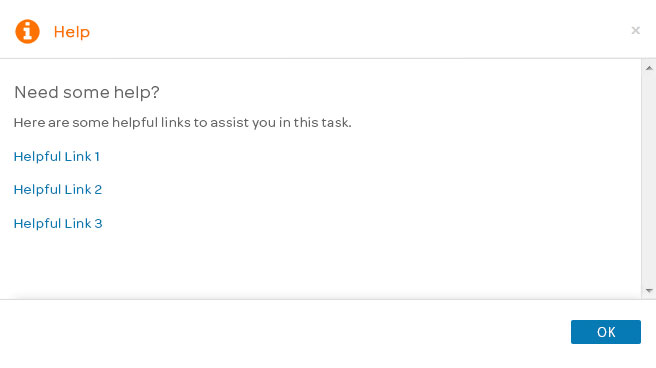 Help
×
Need some help?
Here are some helpful links to assist you in this task.
Helpful Link 1
Helpful Link 2
Helpful Link 3
OK